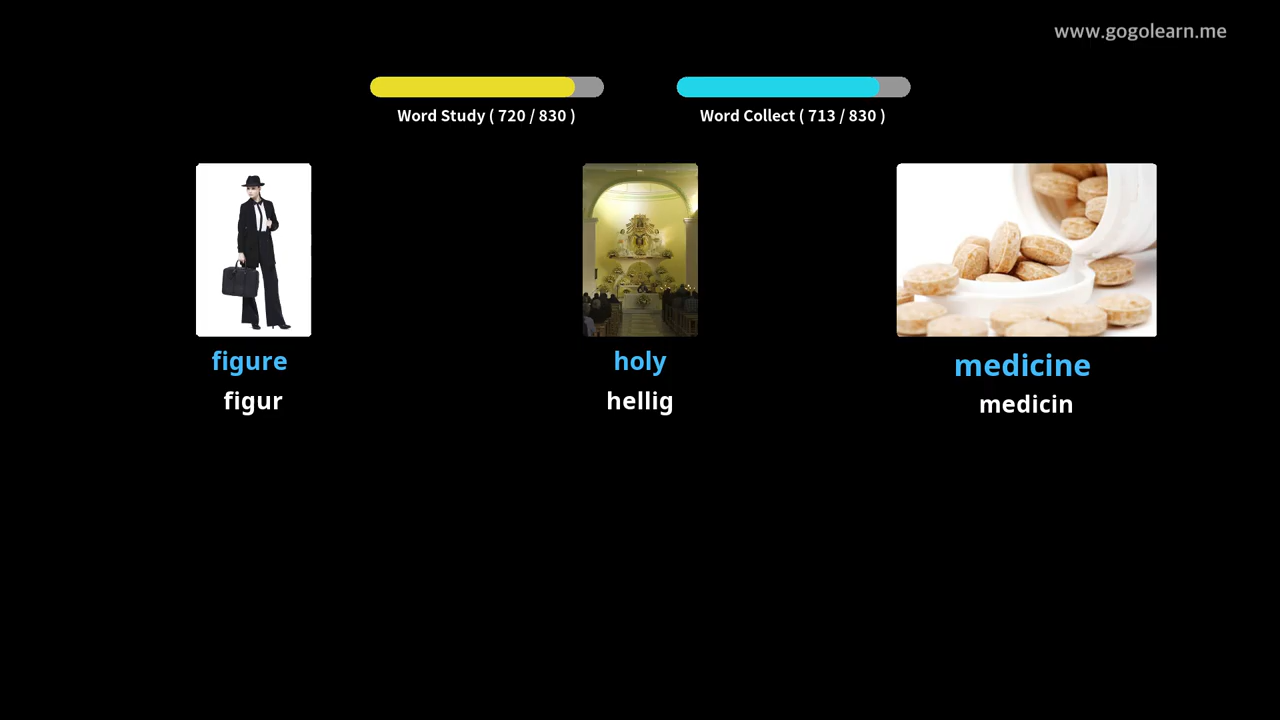 www.gogolearn.me
Word Study ( 720 / 830 )
Word Collect ( 713 / 830 )
figure
figur
holy
hellig
medicine
medicin